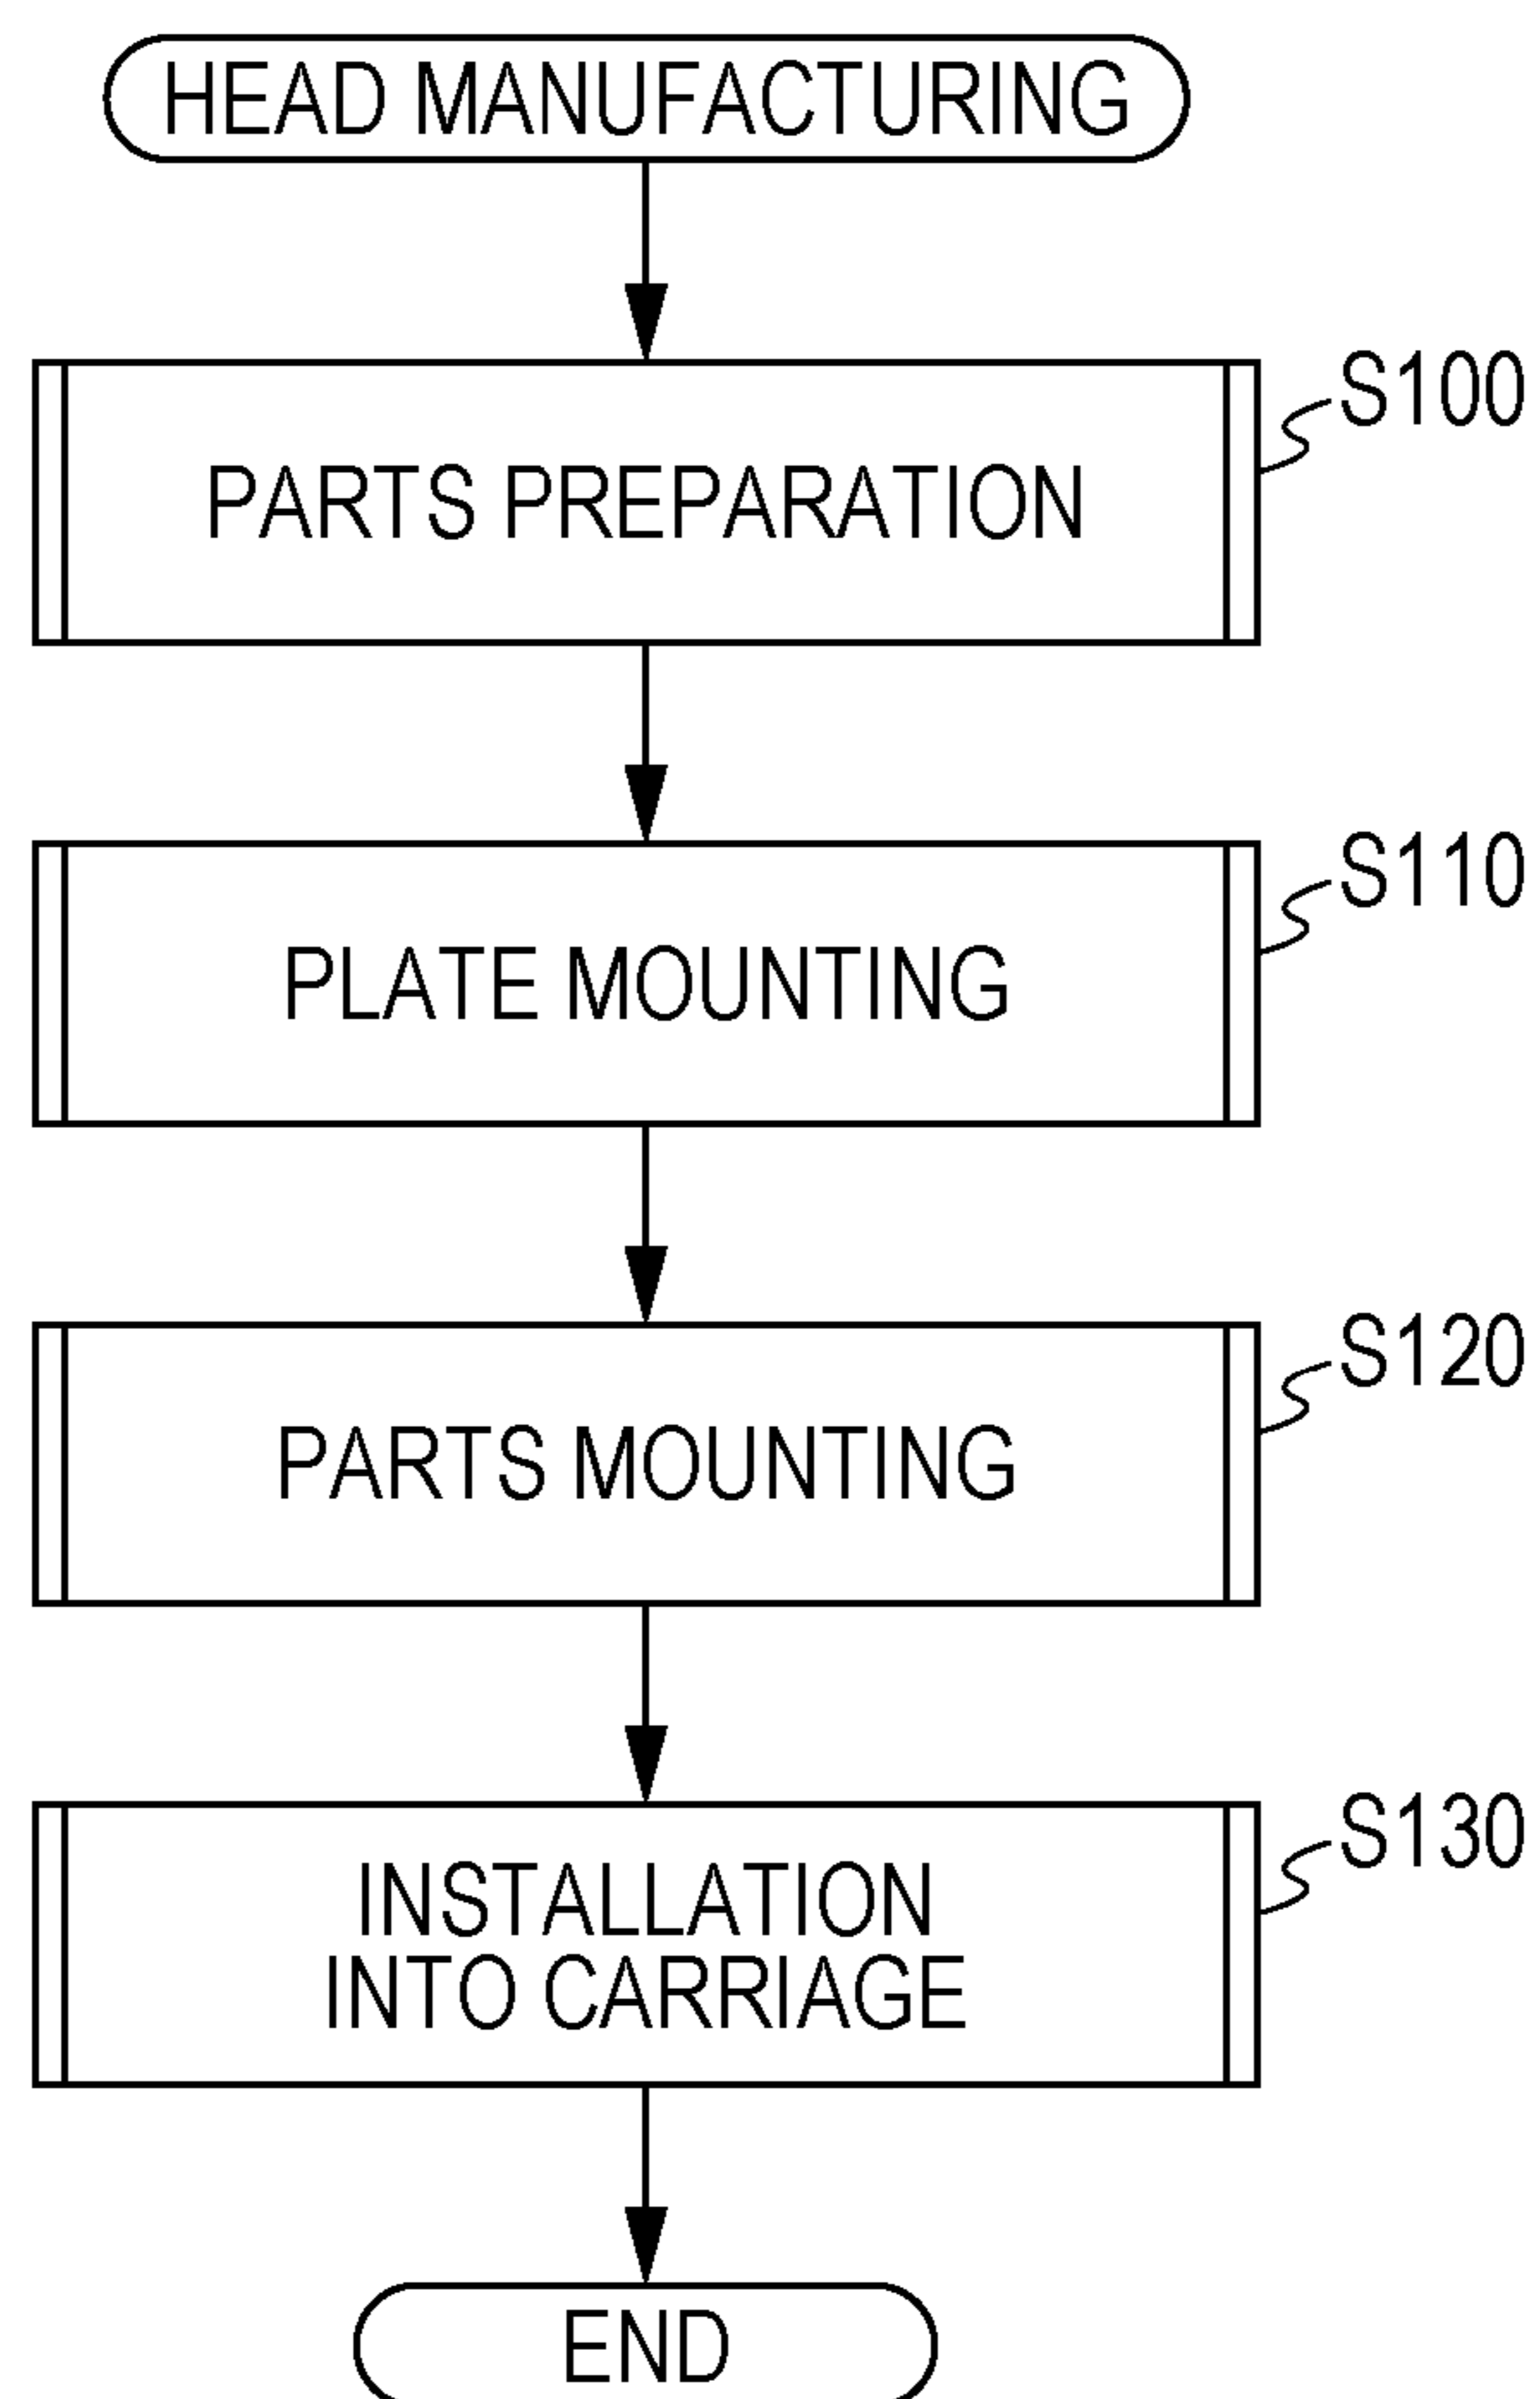 HEAD MANUFACTURING
S100
PARTS PREPARATION
S110
PLATE MOUNTING
S120
PARTS MOUNTING
S130
INSTALLATION
INTO CARRIAGE
END